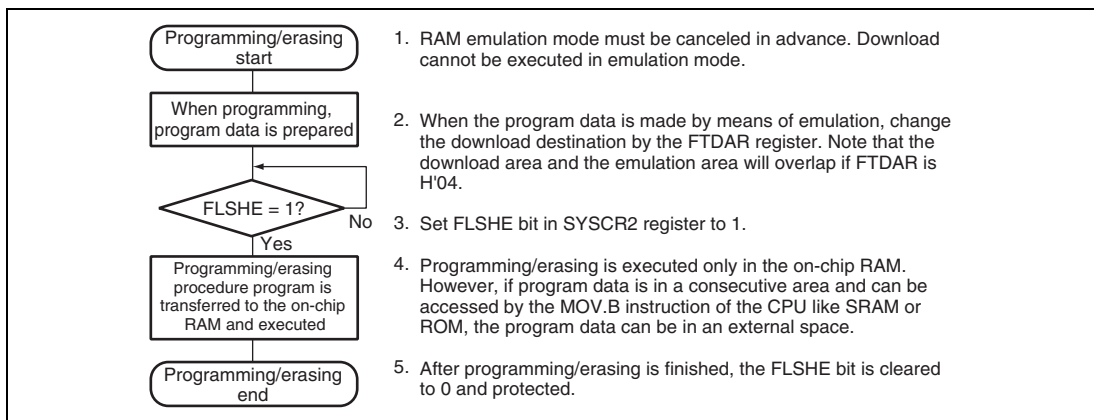 Programming/erasing
start
When programming,
program data is prepared
FLSHE = 1?
No
Yes
Programming/erasing
procedure program is
transferred to the on-chip
RAM and executed
Programming/erasing
end
1. RAM emulation mode must be canceled in advance. Download
cannot be executed in emulation mode.
2. When the program data is made by means of emulation, change
the download destination by the FTDAR register. Note that the
download area and the emulation area will overlap if FTDAR is
H'04.
3. Set FLSHE bit in SYSCR2 register to 1.
4. Programming/erasing is executed only in the on-chip RAM.
However, if program data is in a consecutive area and can be
accessed by the MOV.B instruction of the CPU like SRAM or
ROM, the program data can be in an external space.
5. After programming/erasing is finished, the FLSHE bit is cleared
to 0 and protected.